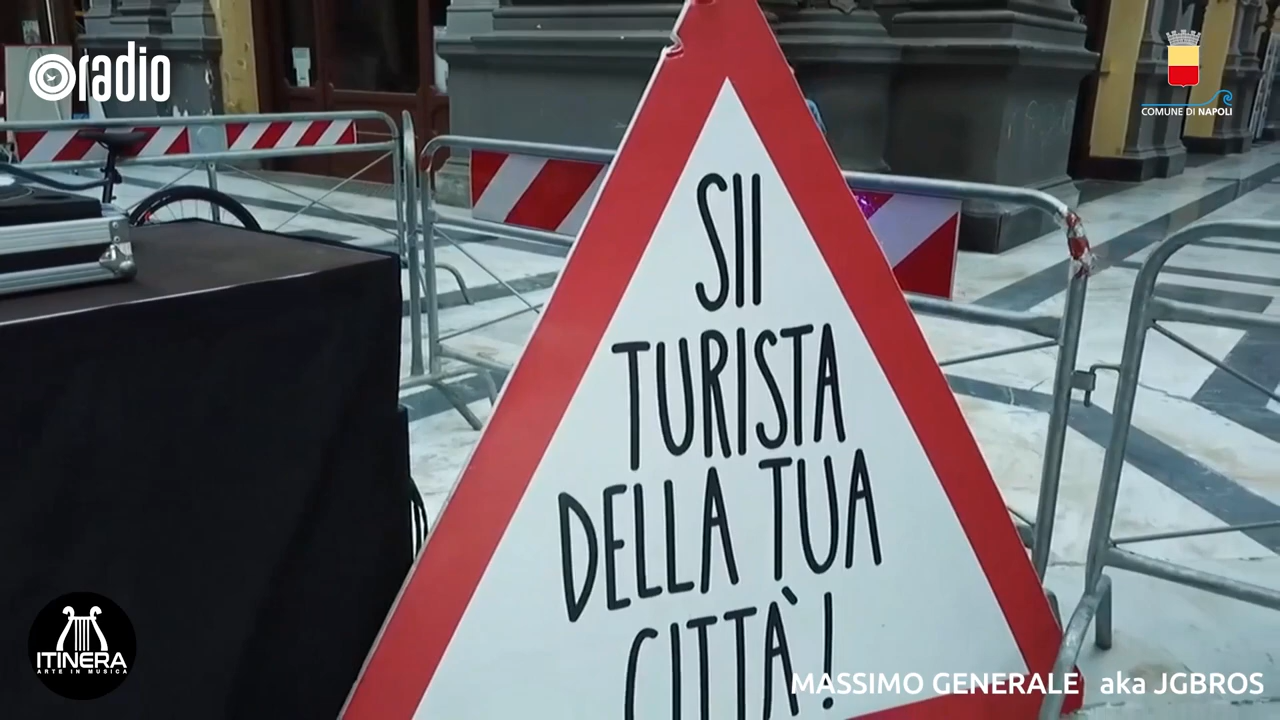 radio
COMUNE DI NAPOLI
SII
TURISTA
DELLA TUA
CITTÀ!
ITINERA
ARTE IN MUSICA
MASSIMO GENERALE aka JGBROS